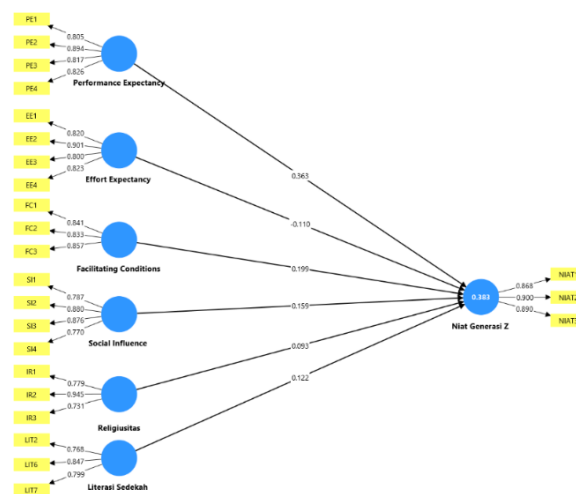 PE1
0.805
PE2
0.894
PE3
0.817
PE4
0.826
Performance Expectancy
EE1
0.820
EE2
0.901
EE3
0.800
EE4
0.823
Effort Expectancy
FC1
0.841
FC2
0.833
FC3
0.857
Facilitating Conditions
SI1
0.787
SI2
0.880
SI3
0.876
SI4
0.770
Social Influence
IR1
0.779
IR2
0.945
IR3
0.731
Religiusitas
LIT2
0.768
LIT6
0.847
LIT7
0.799
Literasi Sedekah
0.363
-0.110
0.199
0.159
0.093
0.122
0.383
Niat Generasi Z
0.868
NIAT1
0.900
NIAT2
0.890
NIAT3